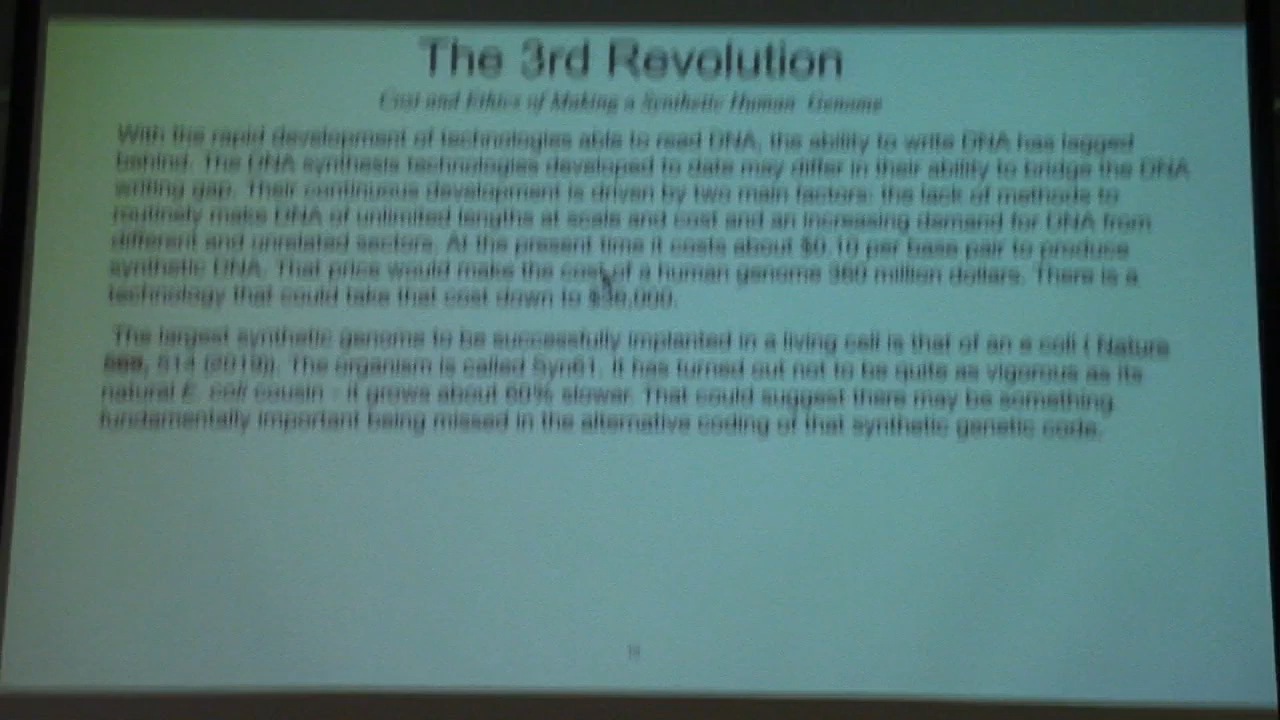 The 3rd Revolution
Cost and Ethics of Making a Synthetic Human Genome
With the rapid development of technologies able to read DNA, the ability to write DNA has lagged
behind. The DNA synthesis technologies developed to date may differ in their ability to bridge the DNA
writing gap. Their continuous development is driven by two main factors: the lack of methods to
routinely make DNA of unlimited lengths at scale and cost and an increasing demand for DNA from
different and unrelated sectors. At the present time it costs about $0.10 per base pair to produce
synthetic DNA. That price would make the cost of a human genome 360 million dollars. There is a
technology that could take that cost down to
The largest synthetic genome to be successfully implanted in a living cell is that of an e coli ( Nature
514 (2019)). The organism is called Syn61. It has turned out not to be quite as vigorous as its
natural E. coli cousin - it grows about 60% slower. That could suggest there may be something
fundamentally important being missed in the alternative coding of that synthetic genetic code.